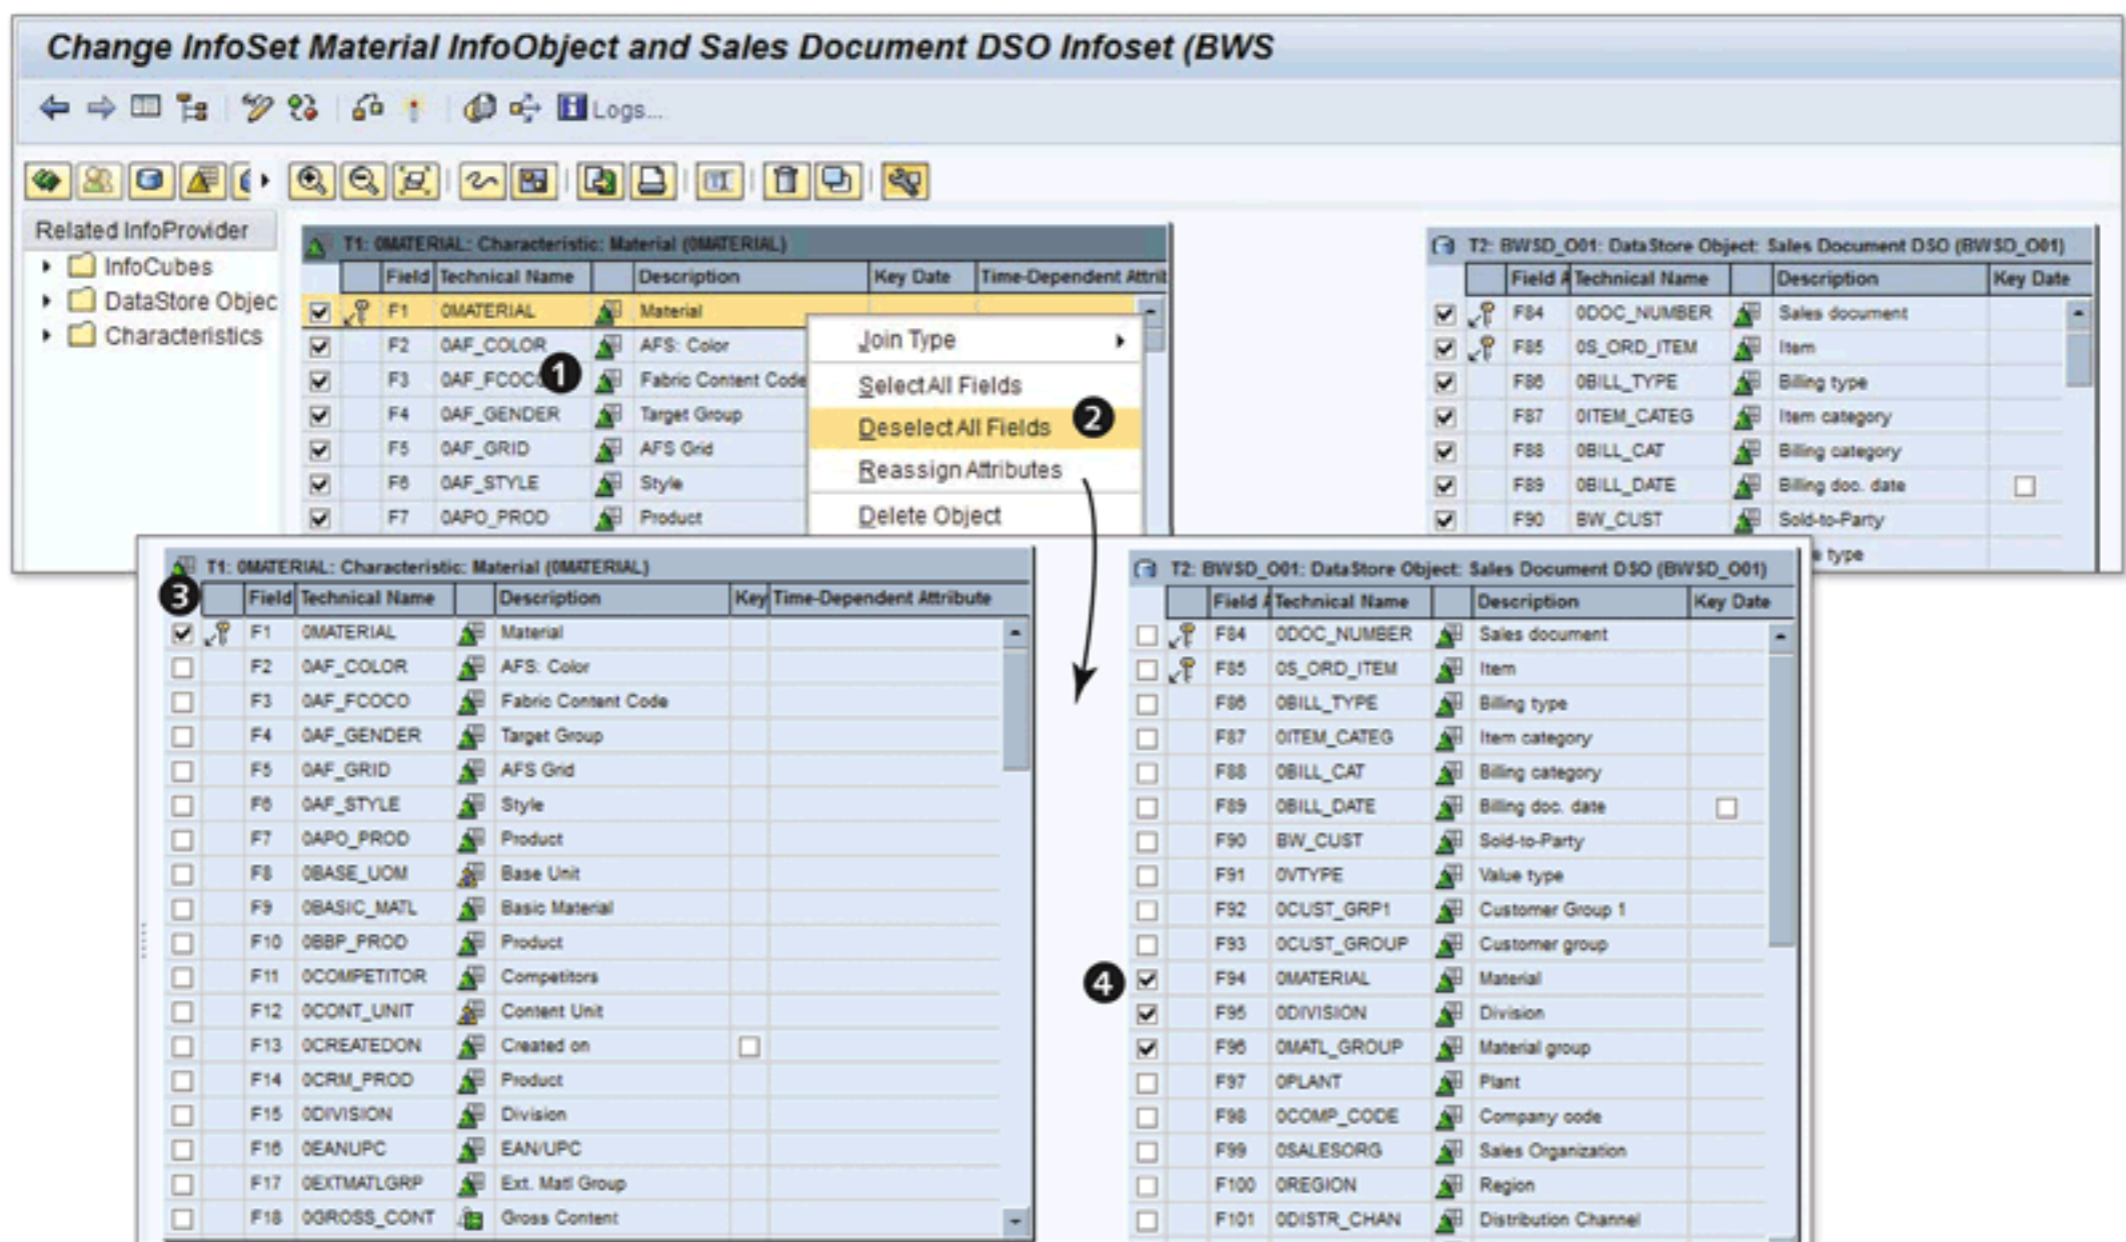 Change InfoSet Material InfoObject and Sales Document DSO Infoset (BWS
Logs...
Related InfoProvider
InfoCubes
DataStore Objec
Characteristics
T1: 0MATERIAL: Characteristic: Material (0MATERIAL)
Field Technical Name Description Key Date Time-Dependent Attrib
F1 0MATERIAL Material
F2 0AF_COLOR AFS: Color
F3 0AF_FCOC Fabric Content Code
1
F4 0AF_GENDER Target Group
F5 0AF_GRID AFS Grid
F6 0AF_STYLE Style
F7 0APO_PROD Product
Join Type
Select All Fields
Deselect All Fields
2
Reassign Attributes
Delete Object
T2: BWSD_O01: DataStore Object: Sales Document DSO (BWSD_O01)
Field A Technical Name Description Key Date
F84 0DOC_NUMBER Sales document
F85 0S_ORD_ITEM Item
F86 0BILL_TYPE Billing type
F87 0ITEM_CATEG Item category
F88 0BILL_CAT Billing category
F89 0BILL_DATE Billing doc. date
F90 BW_CUST Sold-to-Party
e type
T1: 0MATERIAL: Characteristic: Material (0MATERIAL)
3
Field Technical Name Description Key Time-Dependent Attribute
F1 0MATERIAL Material
F2 0AF_COLOR AFS: Color
F3 0AF_FCOCO Fabric Content Code
F4 0AF_GENDER Target Group
F5 0AF_GRID AFS Grid
F6 0AF_STYLE Style
F7 0APO_PROD Product
F8 0BASE_UOM Base Unit
F9 0BASIC_MATL Basic Material
F10 0BBP_PROD Product
F11 0COMPETITOR Competitors
F12 0CONT_UNIT Content Unit
F13 0CREATEDON Created on
F14 0CRM_PROD Product
F15 0DIVISION Division
F16 0EANUPC EAN/UPC
F17 0EXTMATLGRP Ext. Matl Group
F18 0GROSS_CONT Gross Content
T2: BWSD_O01: DataStore Object: Sales Document DSO (BWSD_O01)
Field A Technical Name Description Key Date
F84 0DOC_NUMBER Sales document
F85 0S_ORD_ITEM Item
F86 0BILL_TYPE Billing type
F87 0ITEM_CATEG Item category
F88 0BILL_CAT Billing category
F89 0BILL_DATE Billing doc. date
F90 BW_CUST Sold-to-Party
F91 0VTYPE Value type
F92 0CUST_GRP1 Customer Group 1
F93 0CUST_GROUP Customer group
4
F94 0MATERIAL Material
F95 0DIVISION Division
F96 0MATL_GROUP Material group
F97 0PLANT Plant
F98 0COMP_CODE Company code
F99 0SALESORG Sales Organization
F100 0REGION Region
F101 0DISTR_CHAN Distribution Channel